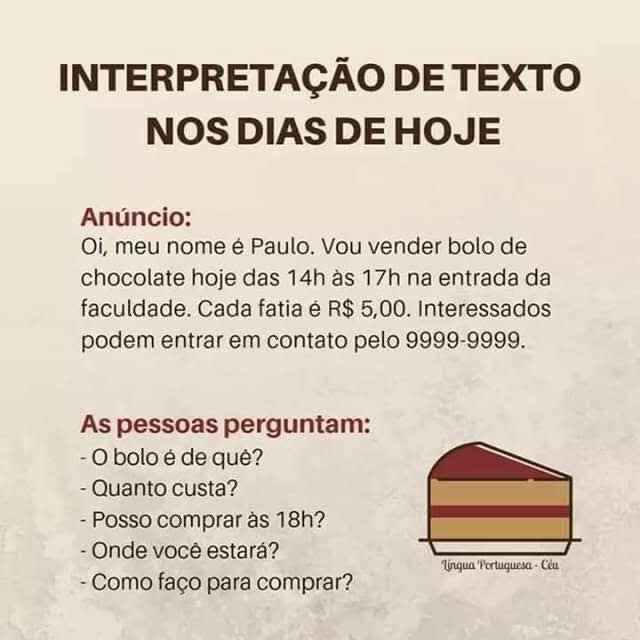 INTERPRETAÇÃO DE TEXTO
NOS DIAS DE HOJE
Anúncio:
Oi, meu nome é Paulo. Vou vender bolo de
chocolate hoje das 14h às 17h na entrada da
faculdade. Cada fatia é R$ 5,00. Interessados
podem entrar em contato pelo 9999-9999.
As pessoas perguntam:
- O bolo é de quê?
- Quanto custa?
- Posso comprar às 18h?
- Onde você estará?
- Como faço para comprar?
Língua Portuguesa - Céu